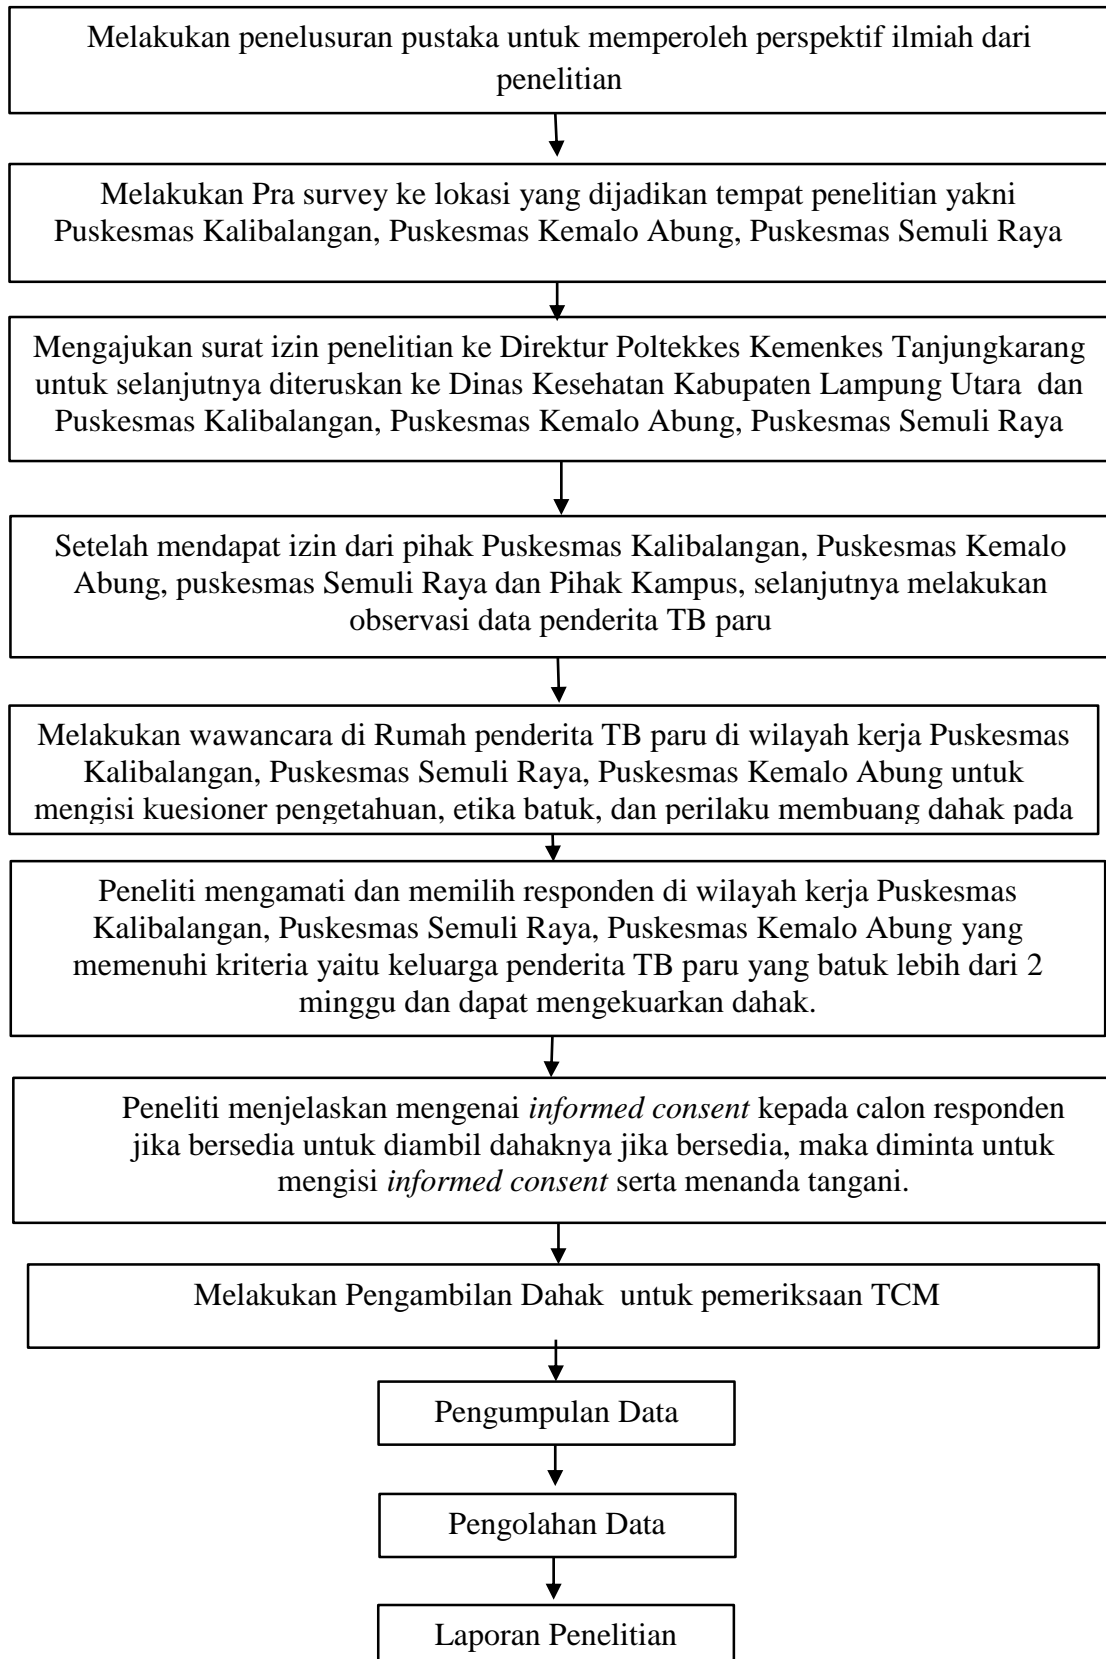 Melakukan penelusuran pustaka untuk memperoleh perspektif ilmiah dari
penelitian
Melakukan Pra survey ke lokasi yang dijadikan tempat penelitian yakni
Puskesmas Kalibalangan, Puskesmas Kemalo Abung, Puskesmas Semuli Raya
Mengajukan surat izin penelitian ke Direktur Poltekkes Kemenkes Tanjungkarang
untuk selanjutnya diteruskan ke Dinas Kesehatan Kabupaten Lampung Utara dan
Puskesmas Kalibalangan, Puskesmas Kemalo Abung, Puskesmas Semuli Raya
Setelah mendapat izin dari pihak Puskesmas Kalibalangan, Puskesmas Kemalo
Abung, puskesmas Semuli Raya dan Pihak Kampus, selanjutnya melakukan
observasi data penderita TB paru
Melakukan wawancara di Rumah penderita TB paru di wilayah kerja Puskesmas
Kalibalangan, Puskesmas Semuli Raya, Puskesmas Kemalo Abung untuk
mengisi kuesioner pengetahuan, etika batuk, dan perilaku membuang dahak pada
Peneliti mengamati dan memilih responden di wilayah kerja Puskesmas
Kalibalangan, Puskesmas Semuli Raya, Puskesmas Kemalo Abung yang
memenuhi kriteria yaitu keluarga penderita TB paru yang batuk lebih dari 2
minggu dan dapat mengekuarkan dahak.
Peneliti menjelaskan mengenai informed consent kepada calon responden
jika bersedia untuk diambil dahaknya jika bersedia, maka diminta untuk
mengisi informed consent serta menanda tangani.
Melakukan Pengambilan Dahak untuk pemeriksaan TCM
Pengumpulan Data
Pengolahan Data
Laporan Penelitian